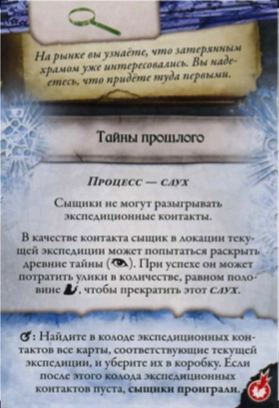 На рынке вы узнаёте, что затерянным
храмом уже интересовались. Вы наде-
етесь, что придёте туда первыми.
Тайны прошлого
Процесс — слух
Сыщики не могут разыгрывать
экспедиционные контакты.
В качестве контакта сыщик в локации теку-
щей экспедиции может попытаться раскрыть
древние тайны ( ). При успехе он может
потратить улики в количестве, равном поло-
вине , чтобы прекратить этот слух.
: Найдите в колоде экспедиционных кон-
тактов все карты, соответствующие текущей
экспедиции, и уберите их в коробку. Если
после этого колода экспедиционных
контактов пуста, сыщики проиграли.